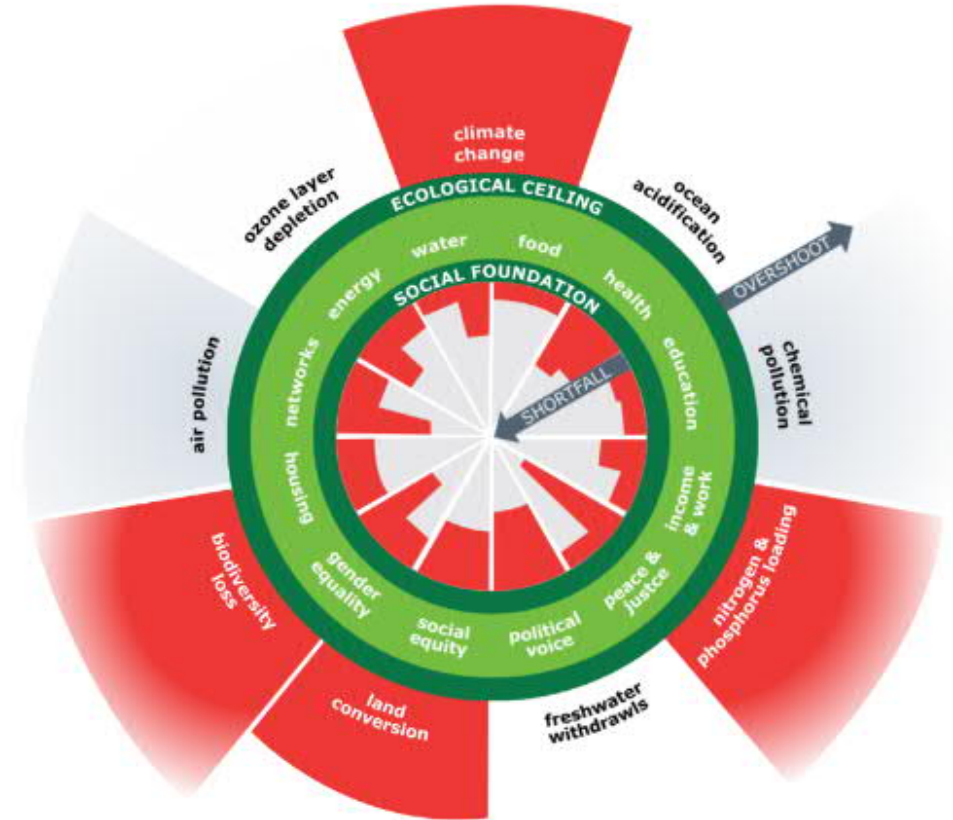 climate
change
ECOLOGICAL CEILING
ozone layer
depletion
ocean
acidification
OVERSHOOT
water
food
energy
health
SOCIAL FOUNDATION
networks
education
SHORTFALL
air pollution
chemical
pollution
housing
income
& work
gender
equality
peace &
justce
social
equity
political
voice
biodiversity
loss
nitrogen &
phosphorus loading
land
conversion
freshwater
withdrawls